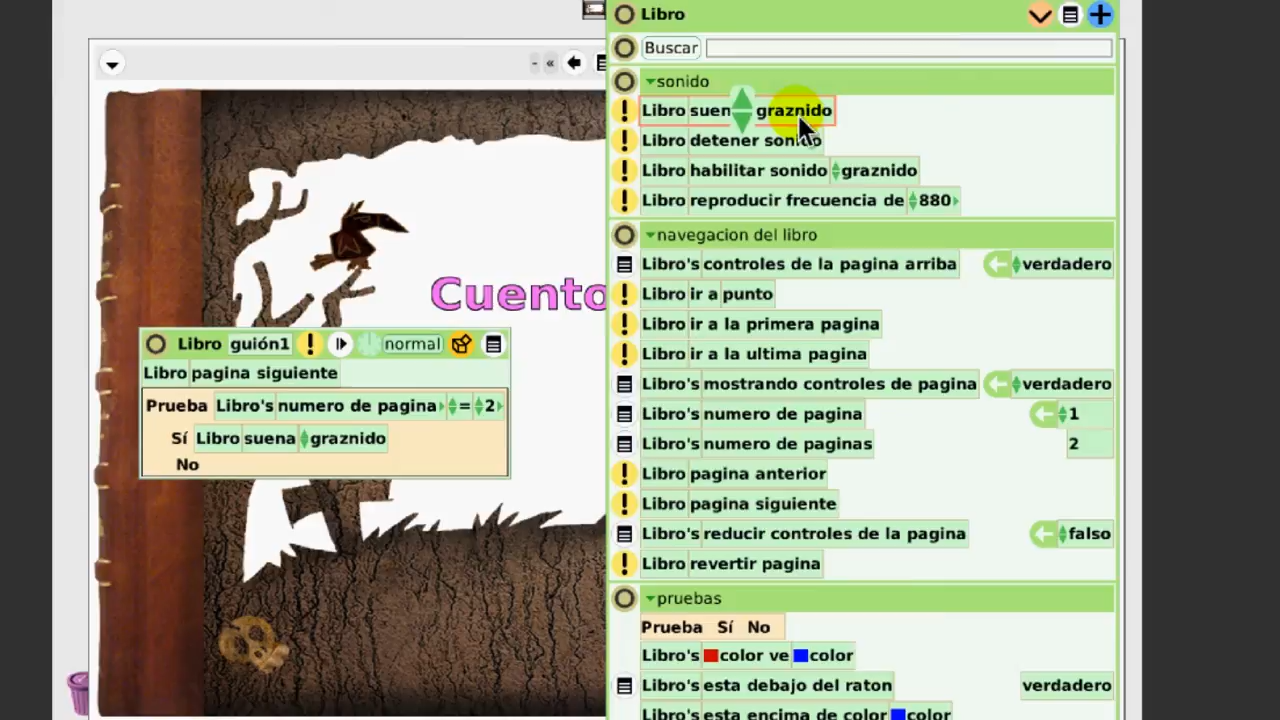 Libro
Buscar
sonido
Libro suen graznido
Libro detener sonido
Libro habilitar sonido graznido
Libro reproducir frecuencia de 880
navegacion del libro
Libro's controles de la pagina arriba verdadero
Libro ir a punto
Libro ir a la primera pagina
Libro ir a la ultima pagina
Libro's mostrando controles de pagina verdadero
Libro's numero de pagina 1
Libro's numero de paginas 2
Libro pagina anterior
Libro pagina siguiente
Libro's reducir controles de la pagina falso
Libro revertir pagina
pruebas
Prueba Sí No
Libro's color ve color
Libro's esta debajo del raton verdadero
Libro's esta encima de color color
Cuento
Libro guión1 ! normal
Libro pagina siguiente
Prueba Libro's numero de pagina = 2
Sí Libro suena graznido
No